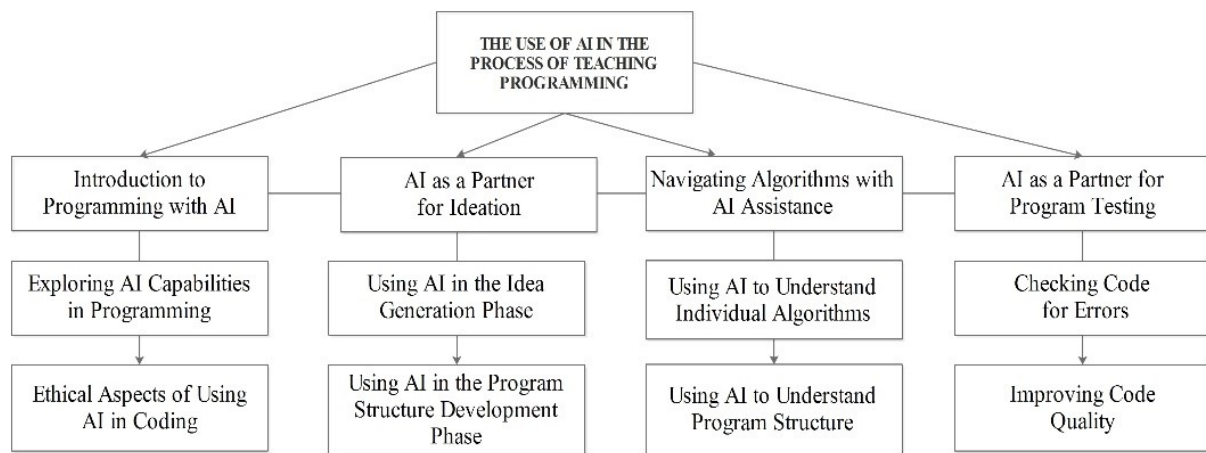 THE USE OF AI IN THE
PROCESS OF TEACHING
PROGRAMMING
Introduction to
Programming with AI
AI as a Partner
for Ideation
Navigating Algorithms with
AI Assistance
AI as a Partner for
Program Testing
Exploring AI Capabilities
in Programming
Using AI in the Idea
Generation Phase
Using AI to Understand
Individual Algorithms
Checking Code
for Errors
Ethical Aspects of Using
AI in Coding
Using AI in the Program
Structure Development
Phase
Using AI to Understand
Program Structure
Improving Code
Quality